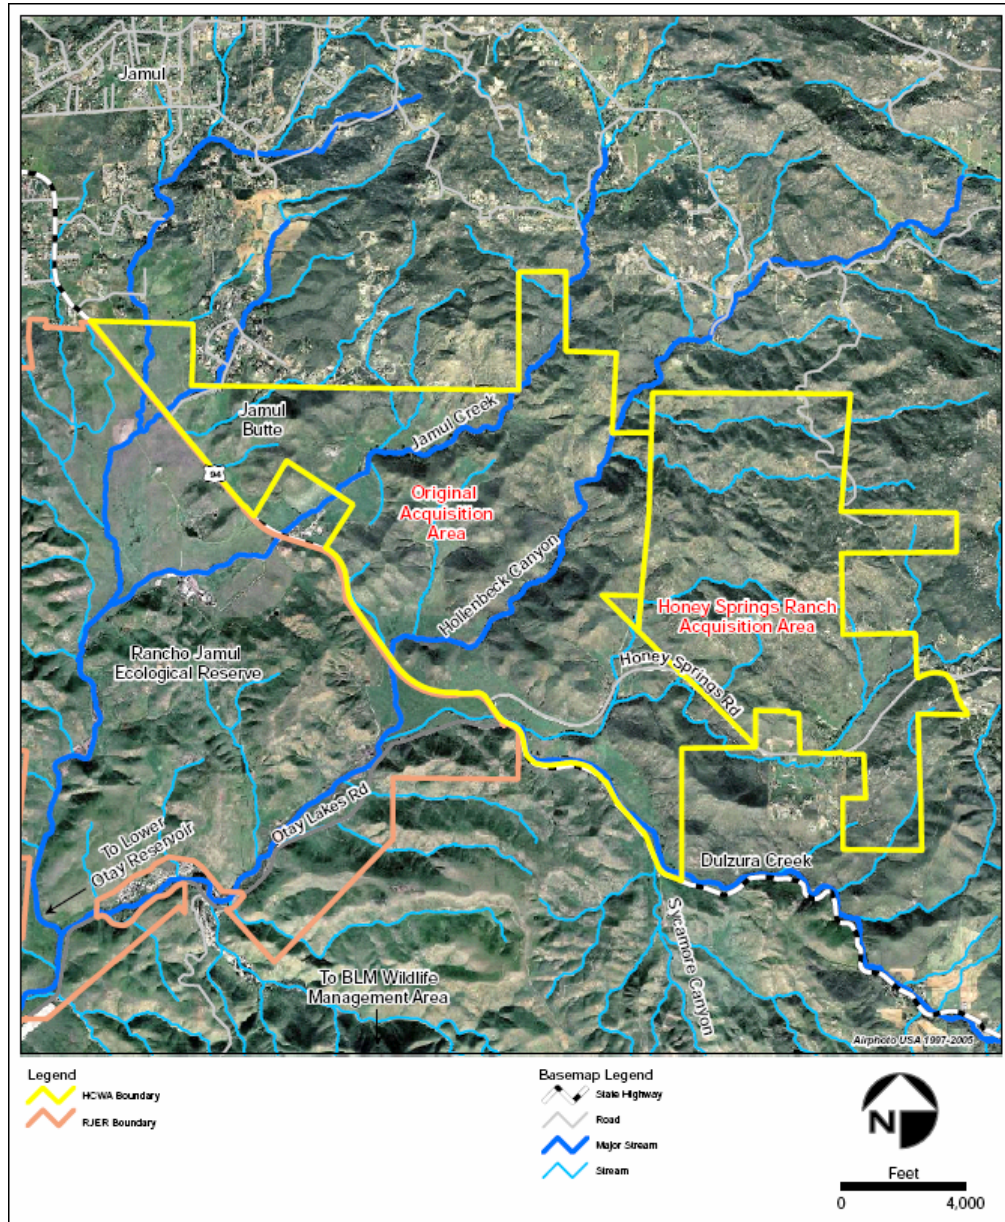 Jamul
Jamul
Butte
Jamul Creek
94
Original
Acquisition
Area
Hollenbeck Canyon
Honey Springs Ranch
Acquisition Area
Rancho Jamul
Ecological Reserve
Honey Springs Rd
Otay Lakes Rd
To Lower
Otay Reservoir
Dulzura Creek
Sycamore Canyon
To BLM Wildlife
Management Area
Airphoto USA 1997-2005
Legend
HCWA Boundary
RJER Boundary
Basemap Legend
State Highway
Road
Major Stream
Stream
N
Feet
0 4,000